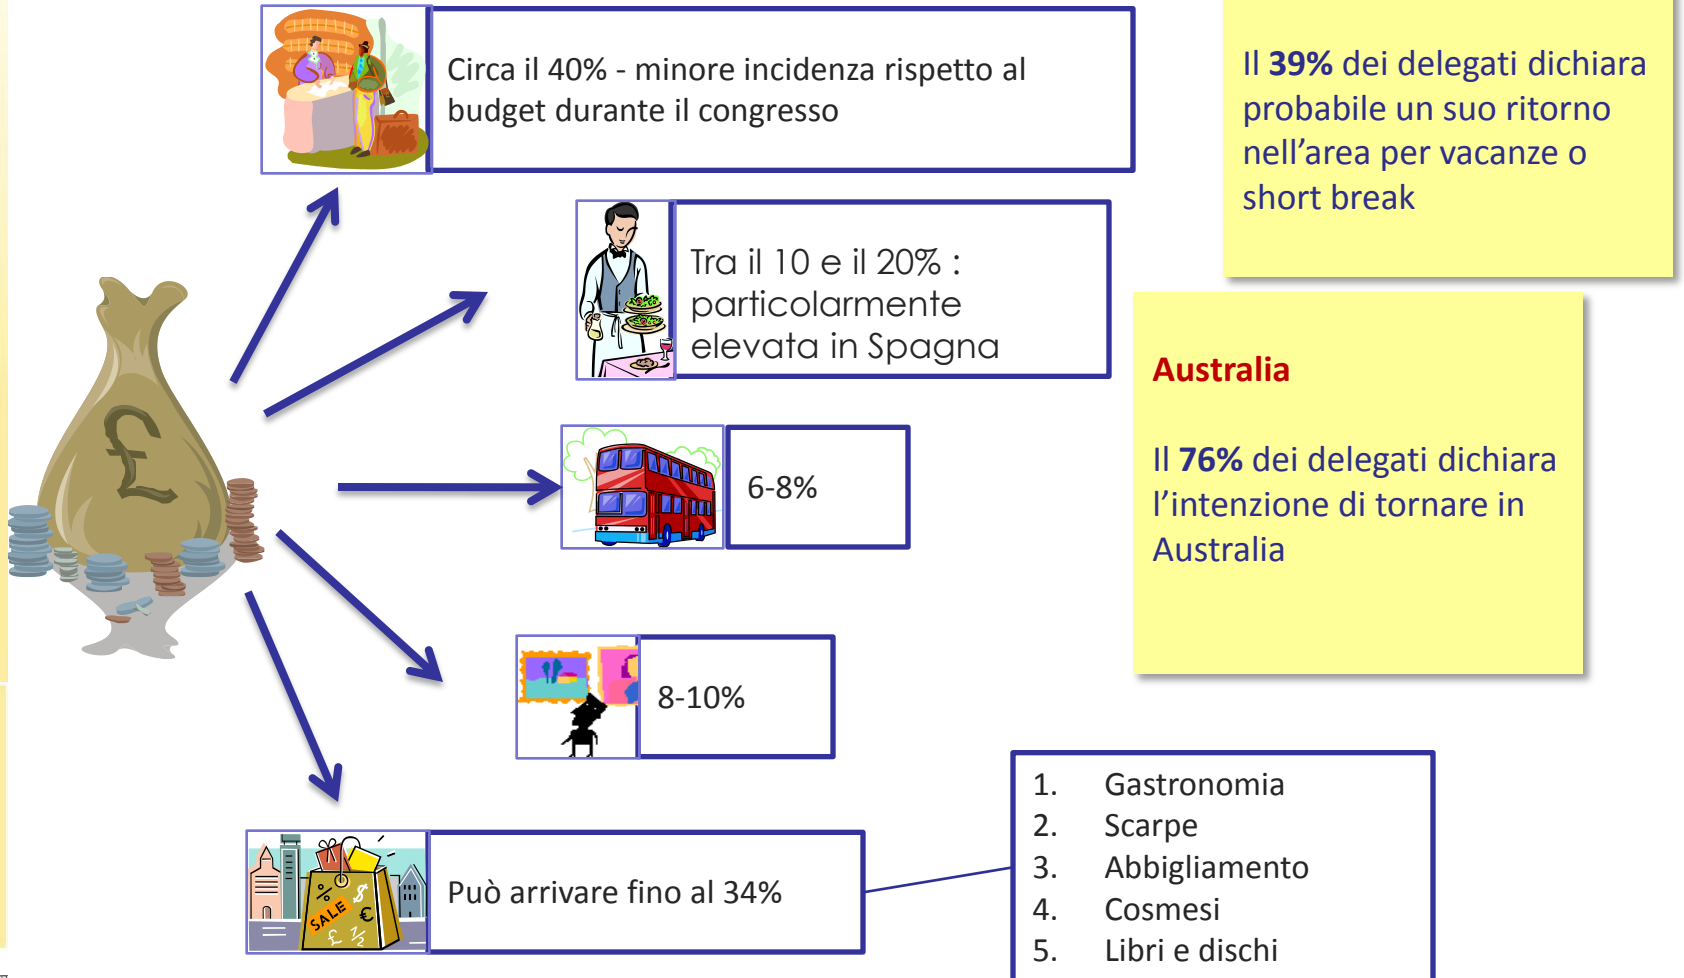 Circa il 40% - minore incidenza rispetto al
budget durante il congresso
Il 39% dei delegati dichiara
probabile un suo ritorno
nell’area per vacanze o
short break
Tra il 10 e il 20% :
particolarmente
elevata in Spagna
Australia
Il 76% dei delegati dichiara
l’intenzione di tornare in
Australia
£
6-8%
8-10%
Può arrivare fino al 34%
% $
SALE €
£ ½
1. Gastronomia
2. Scarpe
3. Abbigliamento
4. Cosmesi
5. Libri e dischi